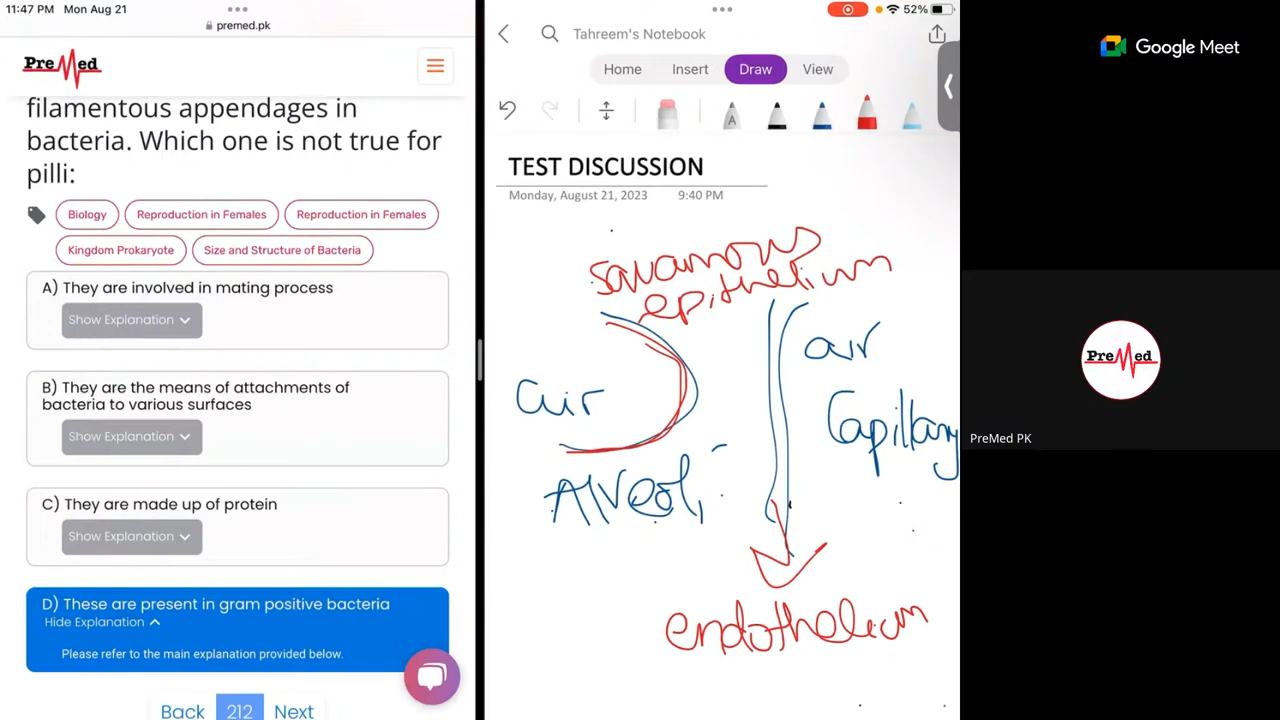 11:47 PM Mon Aug 21
premed.pk
PreMed
filamentous appendages in
bacteria. Which one is not true for
pilli:
Biology
Reproduction in Females
Reproduction in Females
Kingdom Prokaryote
Size and Structure of Bacteria
A) They are involved in mating process
Show Explanation
B) They are the means of attachments of
bacteria to various surfaces
Show Explanation
C) They are made up of protein
Show Explanation
D) These are present in gram positive bacteria
Hide Explanation
Please refer to the main explanation provided below.
Back 212 Next
52%
Tahreem's Notebook
Home Insert Draw View
A
TEST DISCUSSION
Monday, August 21, 2023 9:40 PM
squamous
epithelium
air
air
Capillary
Alveoli
endothelium
Google Meet
PreMed
PreMed PK